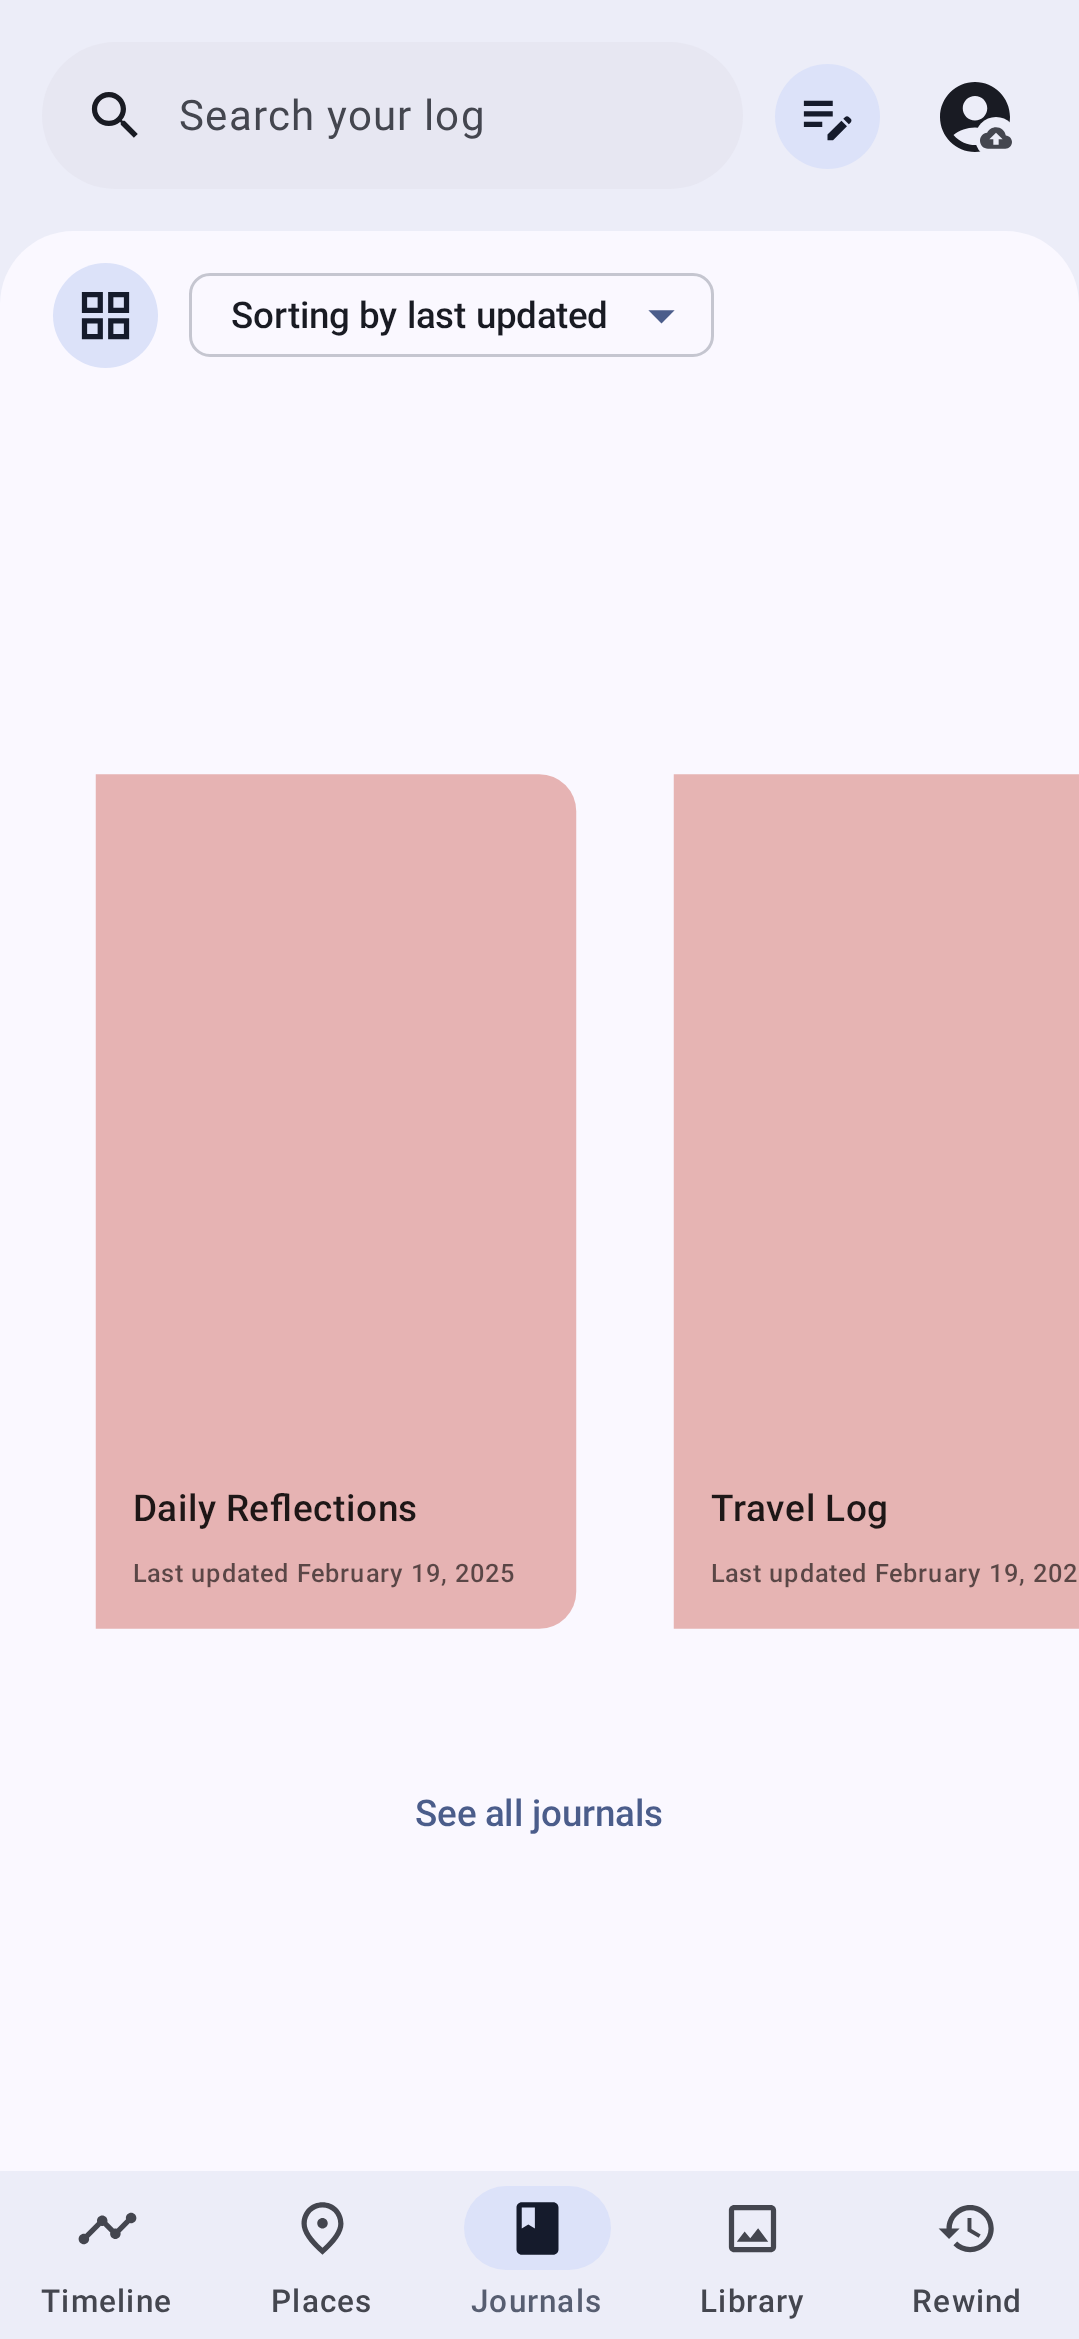 Search your log
Sorting by last updated
Daily Reflections
Last updated February 19, 2025
Travel Log
Last updated February 19, 202
See all journals
Timeline
Places
Journals
Library
Rewind